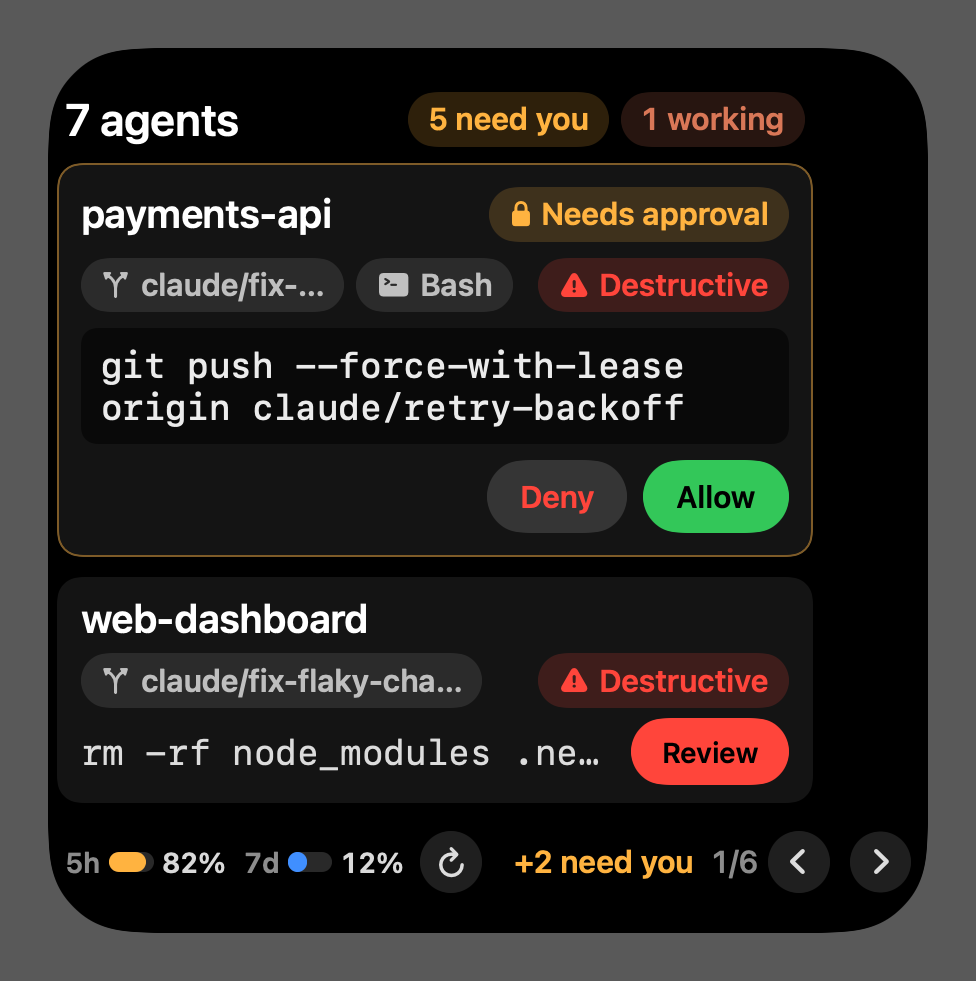 7 agents 5 need you 1 working
payments-api Needs approval
claude/fix-... Bash Destructive
git push --force-with-lease
origin claude/retry-backoff
Deny Allow
web-dashboard
claude/fix-flaky-cha... Destructive
rm -rf node_modules .ne… Review
5h 82% 7d 12% +2 need you 1/6